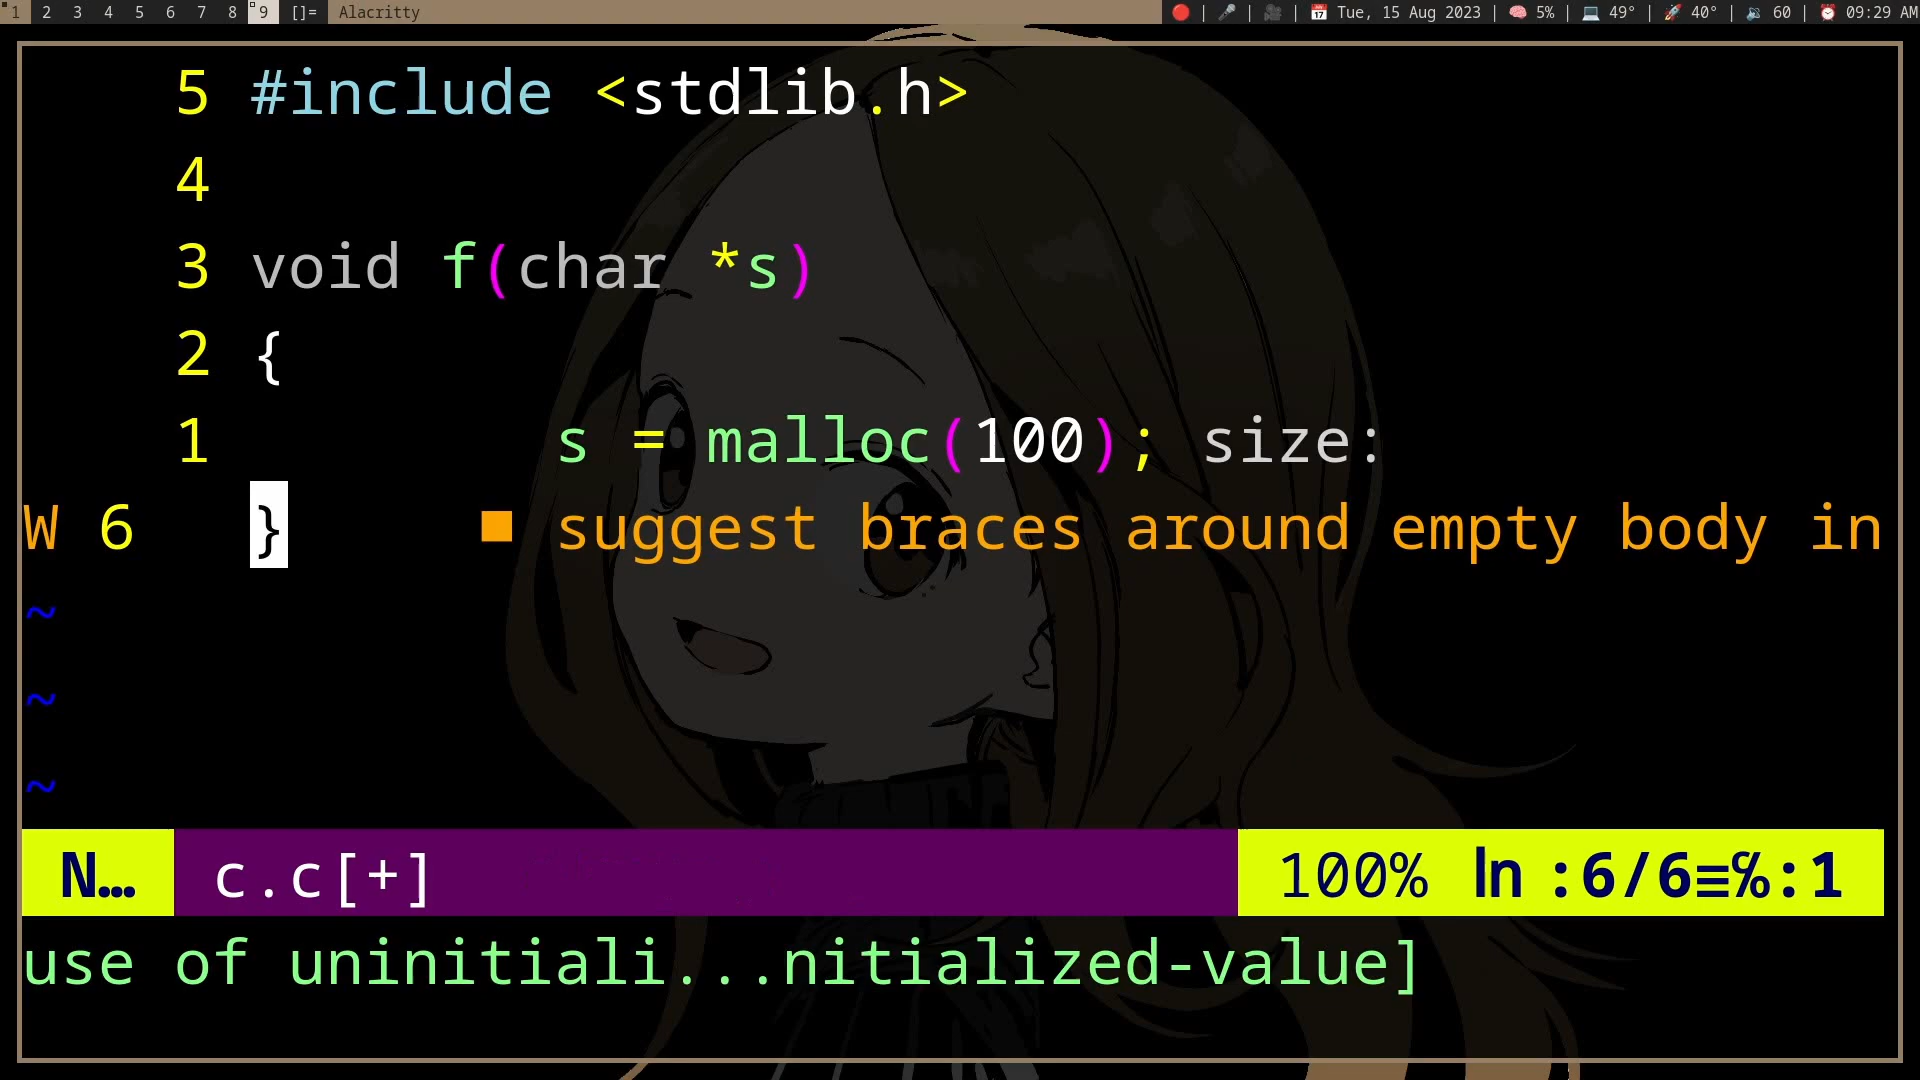 1 2 3 4 5 6 7 8 9 []= Alacritty | | | Tue, 15 Aug 2023 | 5% | 49° | 40° | 60 | 09:29 AM
5 #include <stdlib.h>
4
3 void f(char *s)
2 {
1 s = malloc(100); size:
W 6 } ■ suggest braces around empty body in
~
~
~
N… c.c[+] 100% ㏑ :6/6≡℅:1
use of uninitiali...nitialized-value]